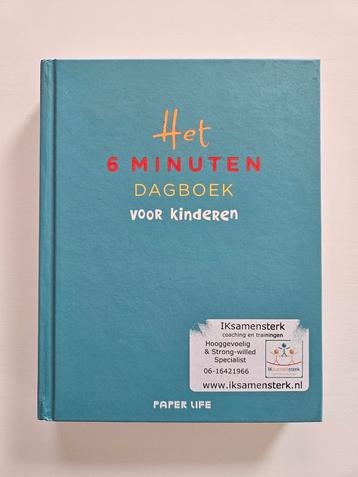 Het
6 MINUTEN
DAGBOEK
voor kinderen
IKsamensterk
coaching en trainingen
Hooggevoelig
& Strong-willed
Specialist
06-16421966
IKsamensterk
www.iksamensterk.nl
PAPER LIFE